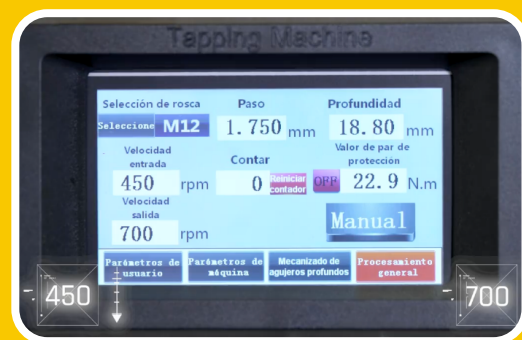 Tapping Machine
Selección de rosca Paso Profundidad
Seleccione M12 1.750 mm 18.80 mm
Velocidad entrada Contar Valor de par de protección
450 rpm 0 Reiniciar contador OFF 22.9 N.m
Velocidad salida
700 rpm Manual
Parámetros de usuario Parámetros de máquina Mecanizado de agujeros profundos Procesamiento general
450 700